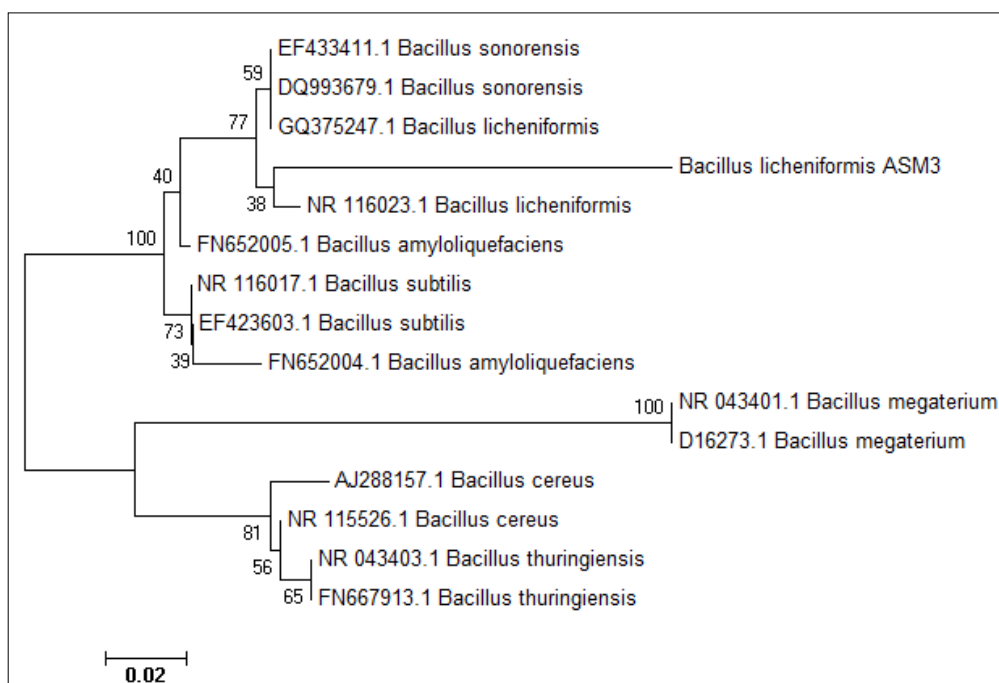 EF433411.1 Bacillus sonorensis
59
DQ993679.1 Bacillus sonorensis
77
GQ375247.1 Bacillus licheniformis
Bacillus licheniformis ASM3
40
38
NR 116023.1 Bacillus licheniformis
100
FN652005.1 Bacillus amyloliquefaciens
NR 116017.1 Bacillus subtilis
73
EF423603.1 Bacillus subtilis
39
FN652004.1 Bacillus amyloliquefaciens
100
NR 043401.1 Bacillus megaterium
D16273.1 Bacillus megaterium
AJ288157.1 Bacillus cereus
81
NR 115526.1 Bacillus cereus
56
NR 043403.1 Bacillus thuringiensis
65
FN667913.1 Bacillus thuringiensis
0.02